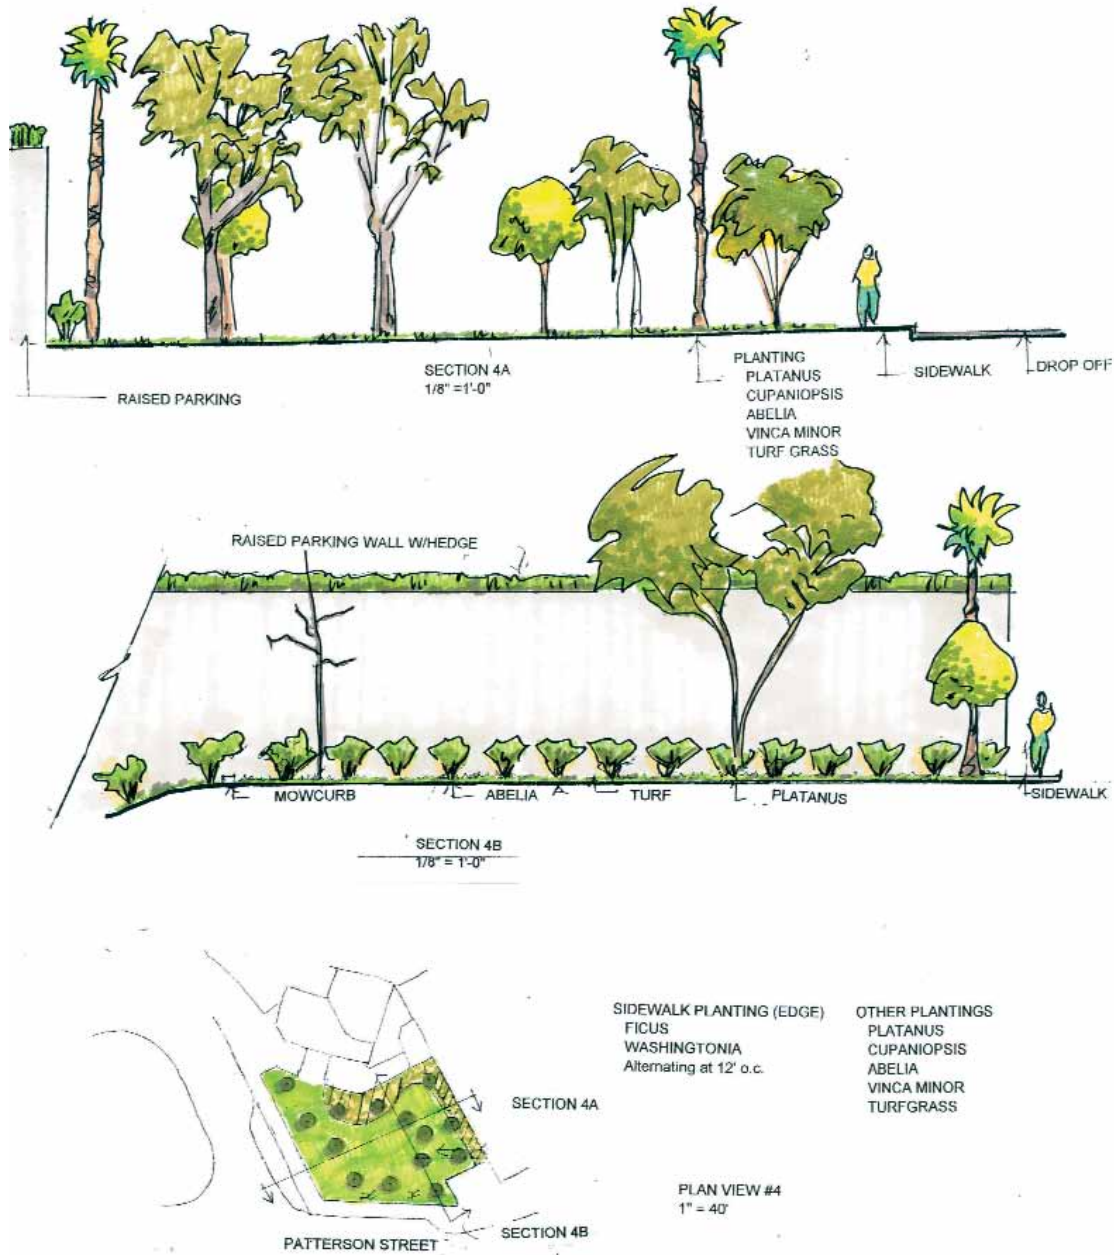 SECTION 4A
1/8" =1'-0"
RAISED PARKING
PLANTING
PLATANUS
CUPANIOPSIS
ABELIA
VINCA MINOR
TURF GRASS
SIDEWALK
DROP OFF
RAISED PARKING WALL W/HEDGE
MOWCURB
ABELIA
TURF
PLATANUS
SIDEWALK
SECTION 4B
1/8" = 1'-0"
SIDEWALK PLANTING (EDGE)
FICUS
WASHINGTONIA
Alternating at 12' o.c.
OTHER PLANTINGS
PLATANUS
CUPANIOPSIS
ABELIA
VINCA MINOR
TURFGRASS
SECTION 4A
PLAN VIEW #4
1" = 40'
SECTION 4B
PATTERSON STREET